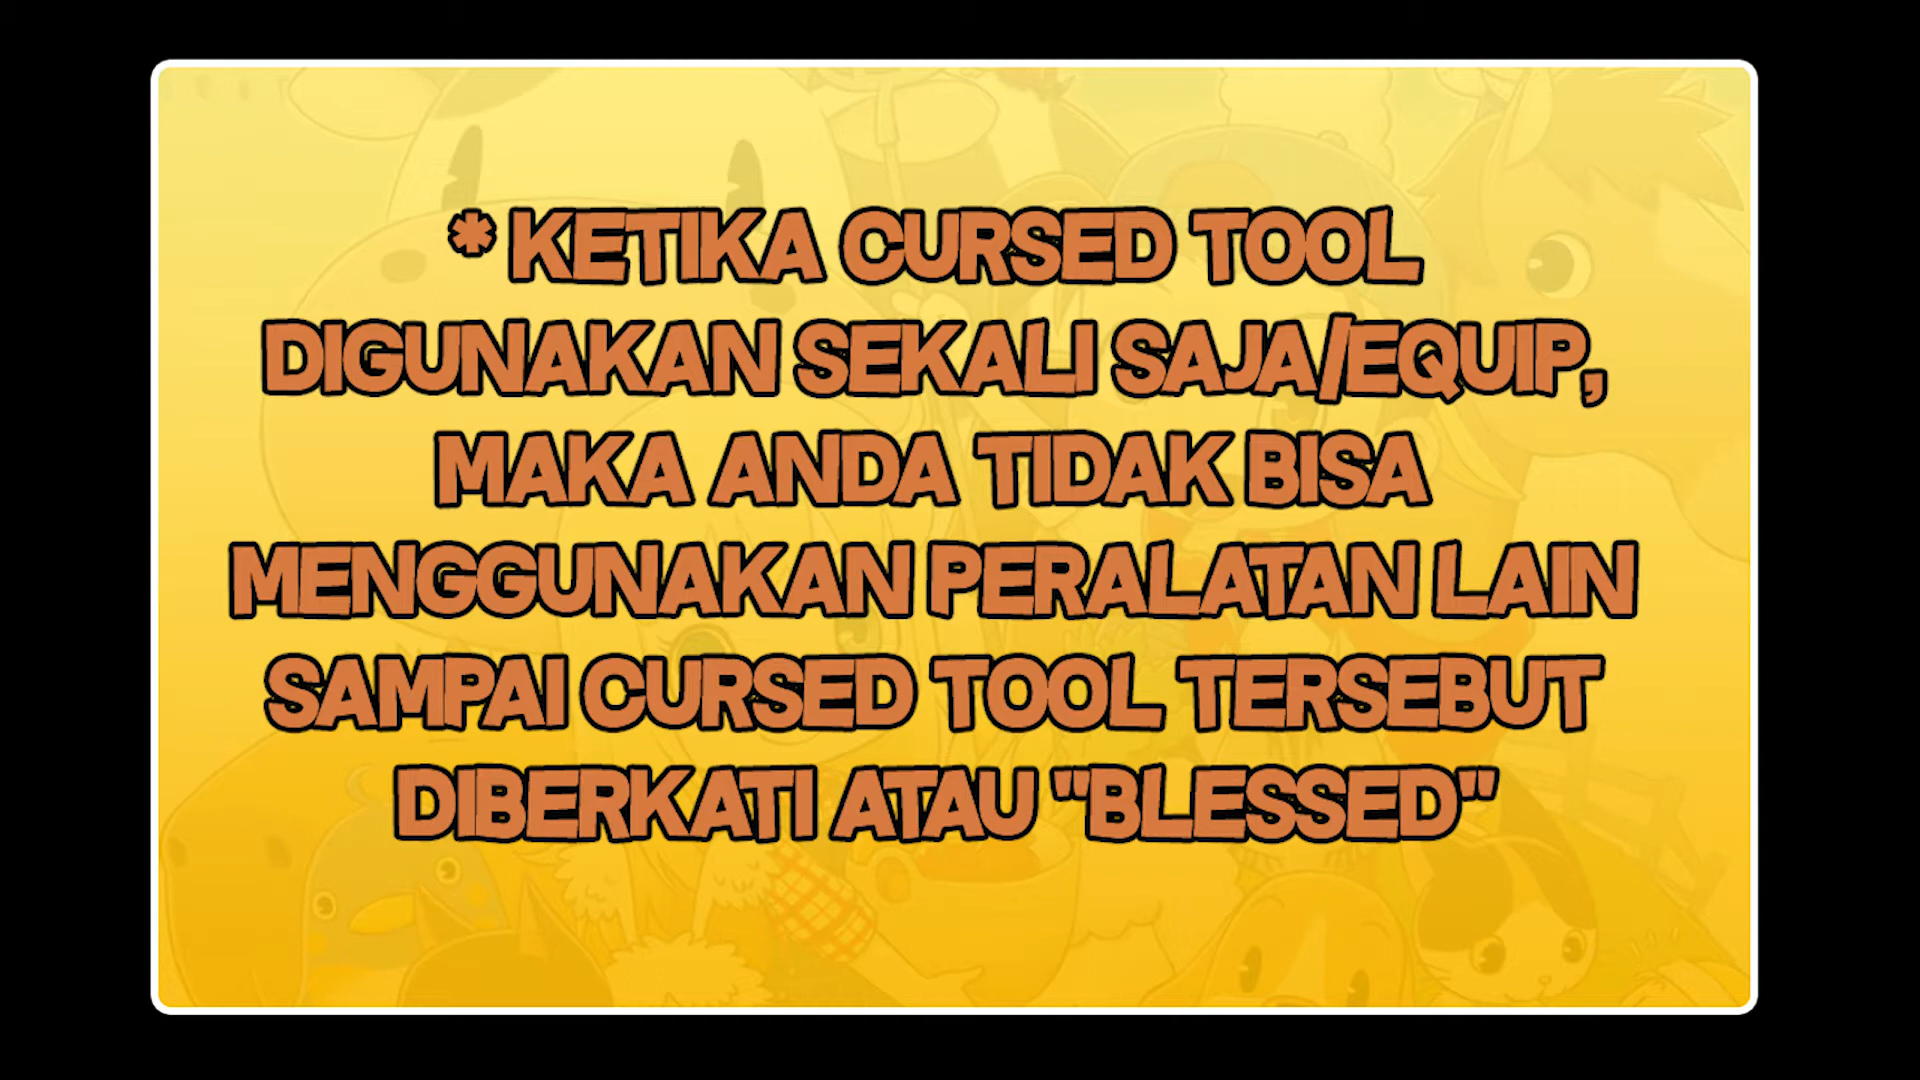 * KETIKA CURSED TOOL
DIGUNAKAN SEKALI SAJA/EQUIP,
MAKA ANDA TIDAK BISA
MENGGUNAKAN PERALATAN LAIN
SAMPAI CURSED TOOL TERSEBUT
DIBERKATI ATAU "BLESSED"